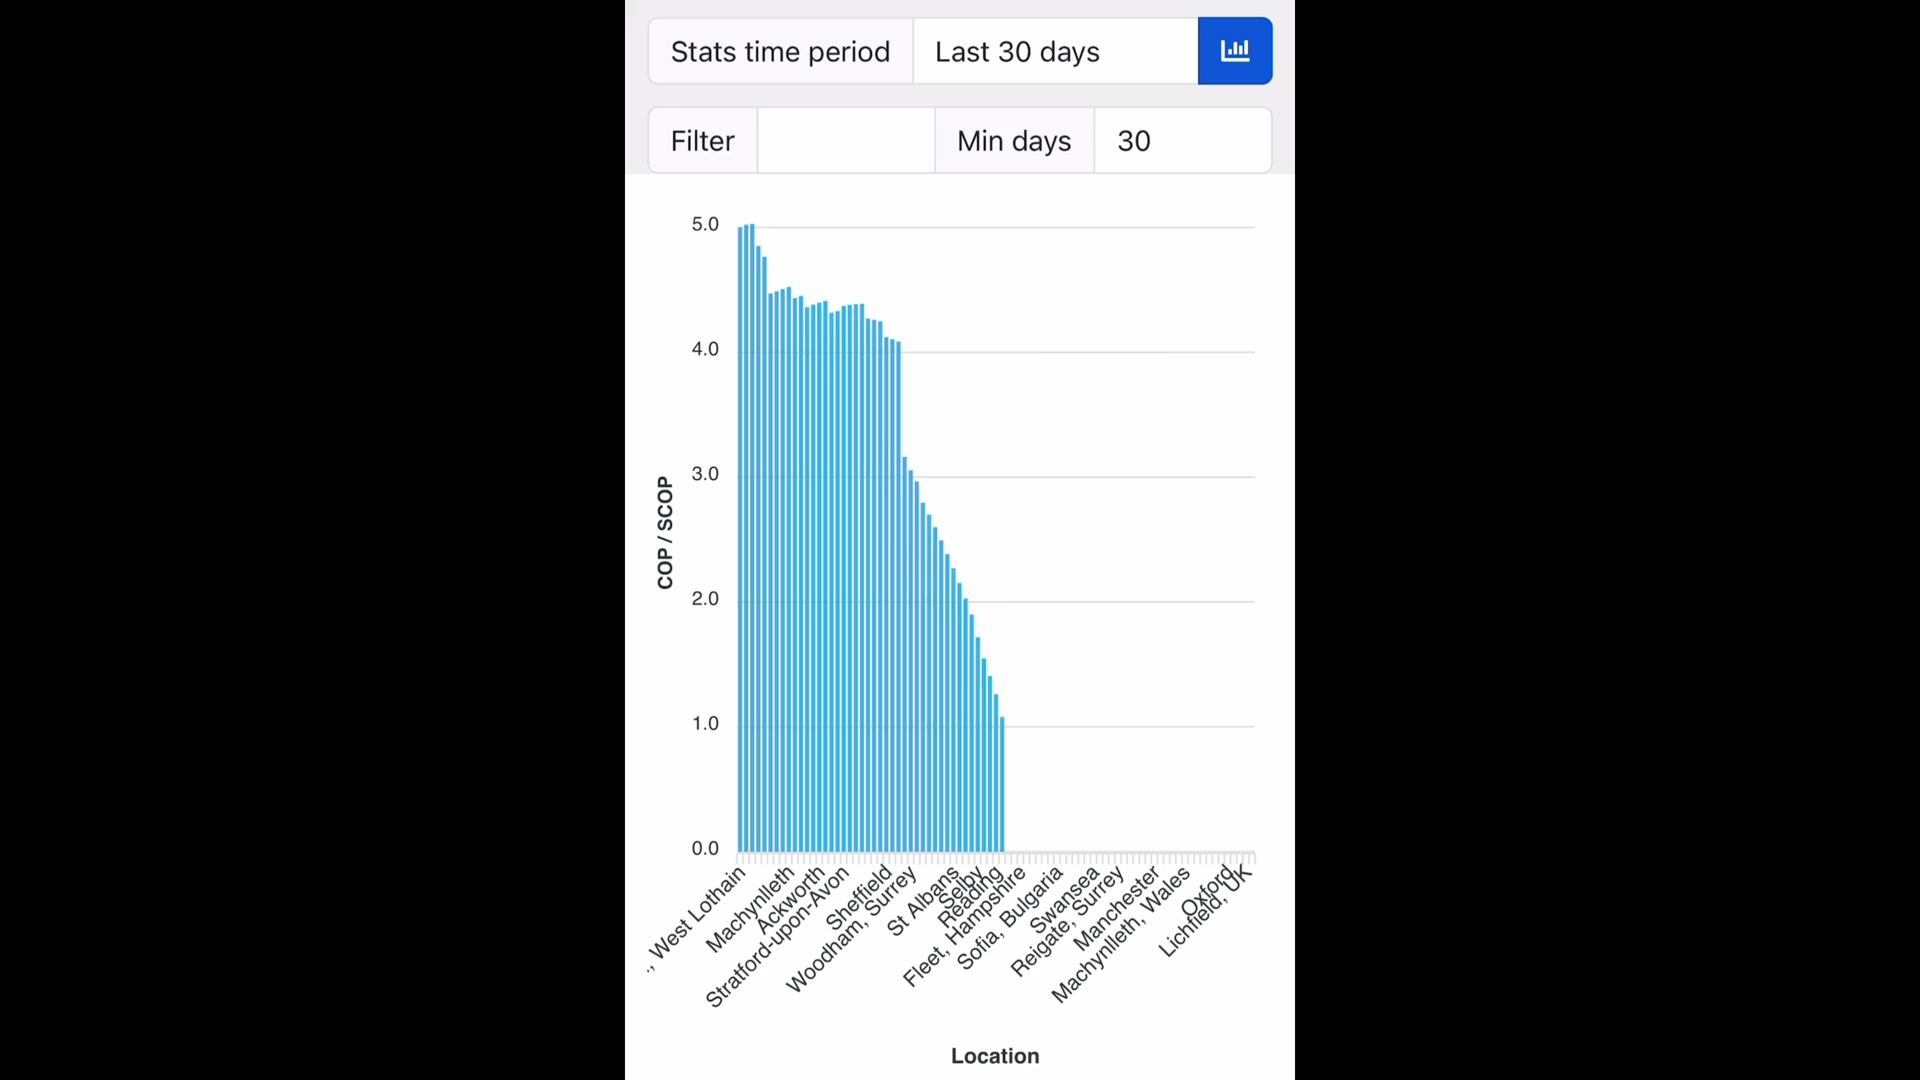 Stats time period
Last 30 days
Filter
Min days
30
5.0
4.0
3.0
2.0
1.0
0.0
COP / SCOP
., West Lothain
Machynlleth
Ackworth
Stratford-upon-Avon
Sheffield
Woodham, Surrey
St Albans
Selby
Reading
Fleet, Hampshire
Sofia, Bulgaria
Swansea
Reigate, Surrey
Manchester
Machynlleth, Wales
Oxford
Lichfield, UK
Location